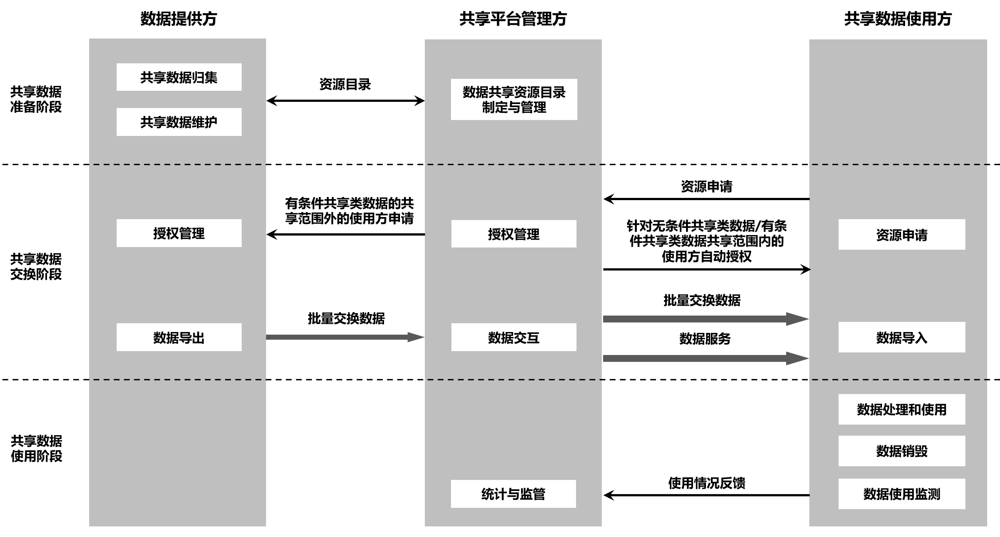 数据提供方
共享平台管理方
共享数据使用方
共享数据
准备阶段
共享数据归集
共享数据维护
资源目录
数据共享资源目录
制定与管理
共享数据
交换阶段
授权管理
数据导出
有条件共享类数据的共
享范围外的使用方申请
批量交换数据
授权管理
数据交互
资源申请
针对无条件共享类数据/有条
件共享类数据共享范围内的
使用方自动授权
批量交换数据
数据服务
资源申请
数据导入
共享数据
使用阶段
统计与监管
使用情况反馈
数据处理和使用
数据销毁
数据使用监测